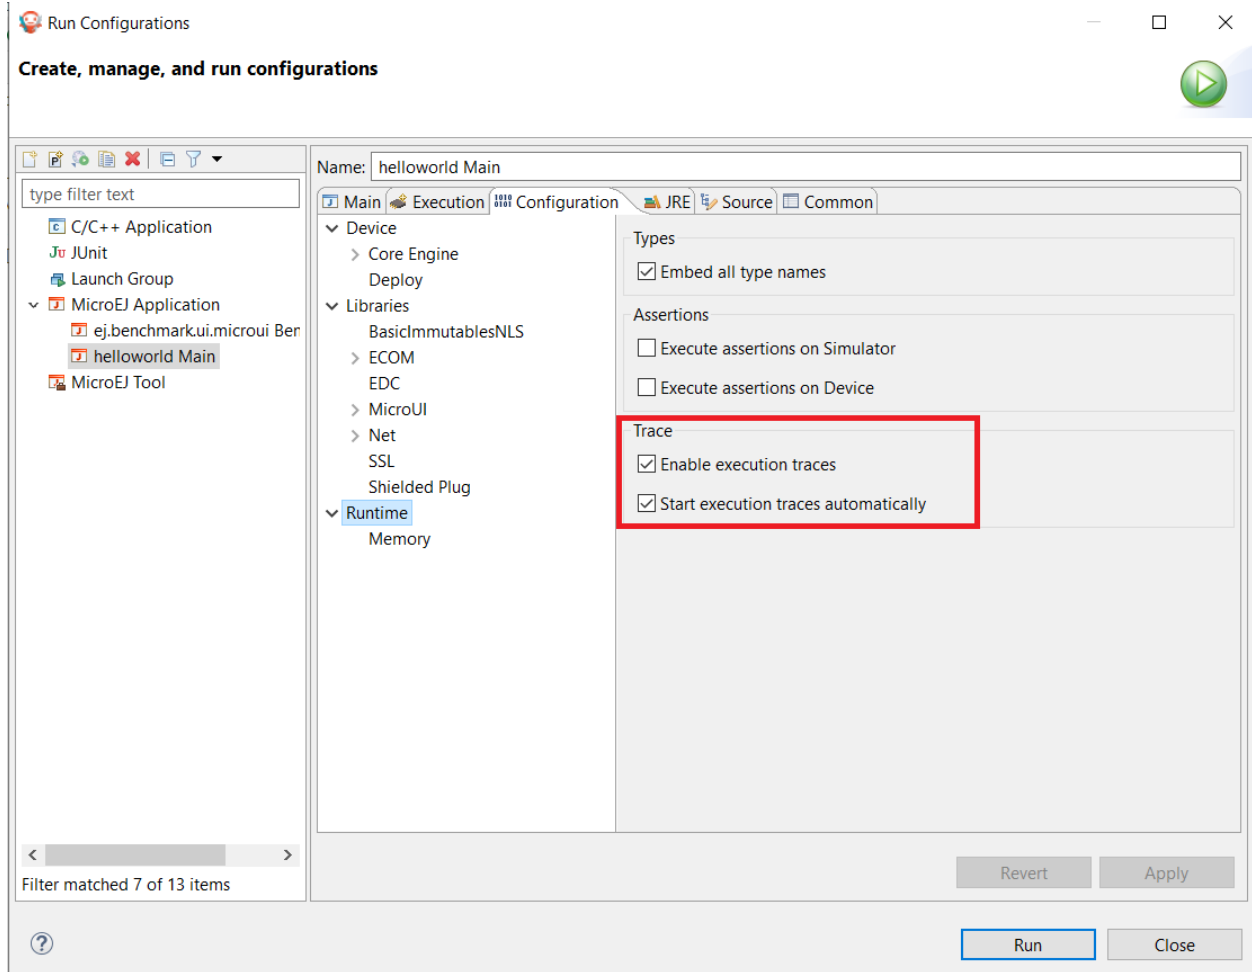 Run Configurations
Create, manage, and run configurations
type filter text
C/C++ Application
Ju JUnit
Launch Group
MicroEJ Application
ej.benchmark.ui.microui Ber
helloworld Main
MicroEJ Tool
Filter matched 7 of 13 items
Name: helloworld Main
Main Execution Configuration JRE Source Common
Device
Core Engine
Deploy
Libraries
BasicImmutablesNLS
ECOM
EDC
MicroUI
Net
SSL
Shielded Plug
Runtime
Memory
Types
Embed all type names
Assertions
Execute assertions on Simulator
Execute assertions on Device
Trace
Enable execution traces
Start execution traces automatically
Revert Apply
Run Close